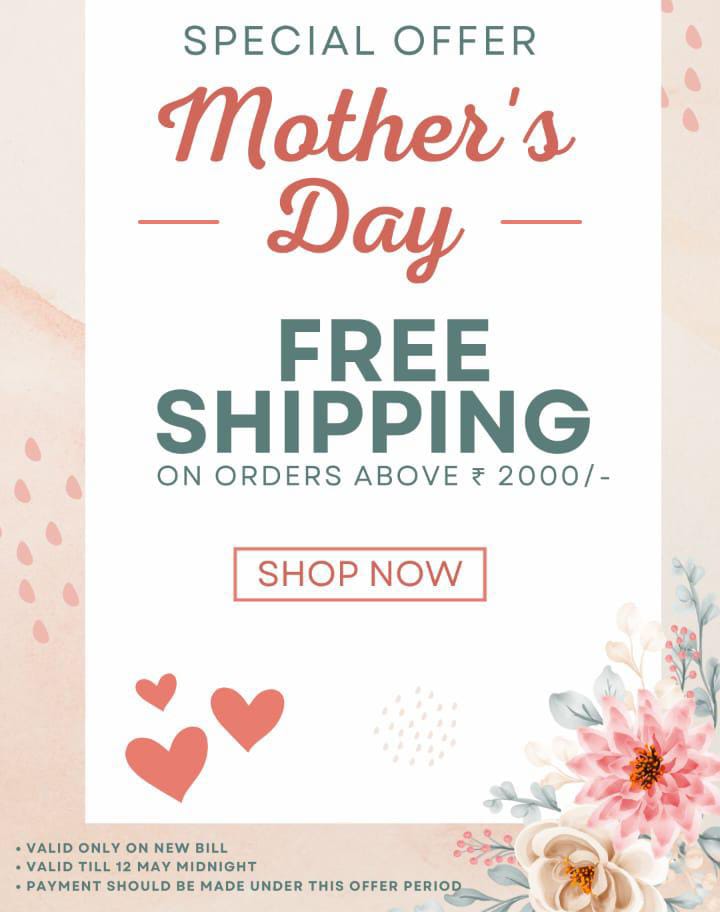 SPECIAL OFFER
Mother's
Day
FREE
SHIPPING
ON ORDERS ABOVE ₹ 2000/-
SHOP NOW
• VALID ONLY ON NEW BILL
• VALID TILL 12 MAY MIDNIGHT
• PAYMENT SHOULD BE MADE UNDER THIS OFFER PERIOD